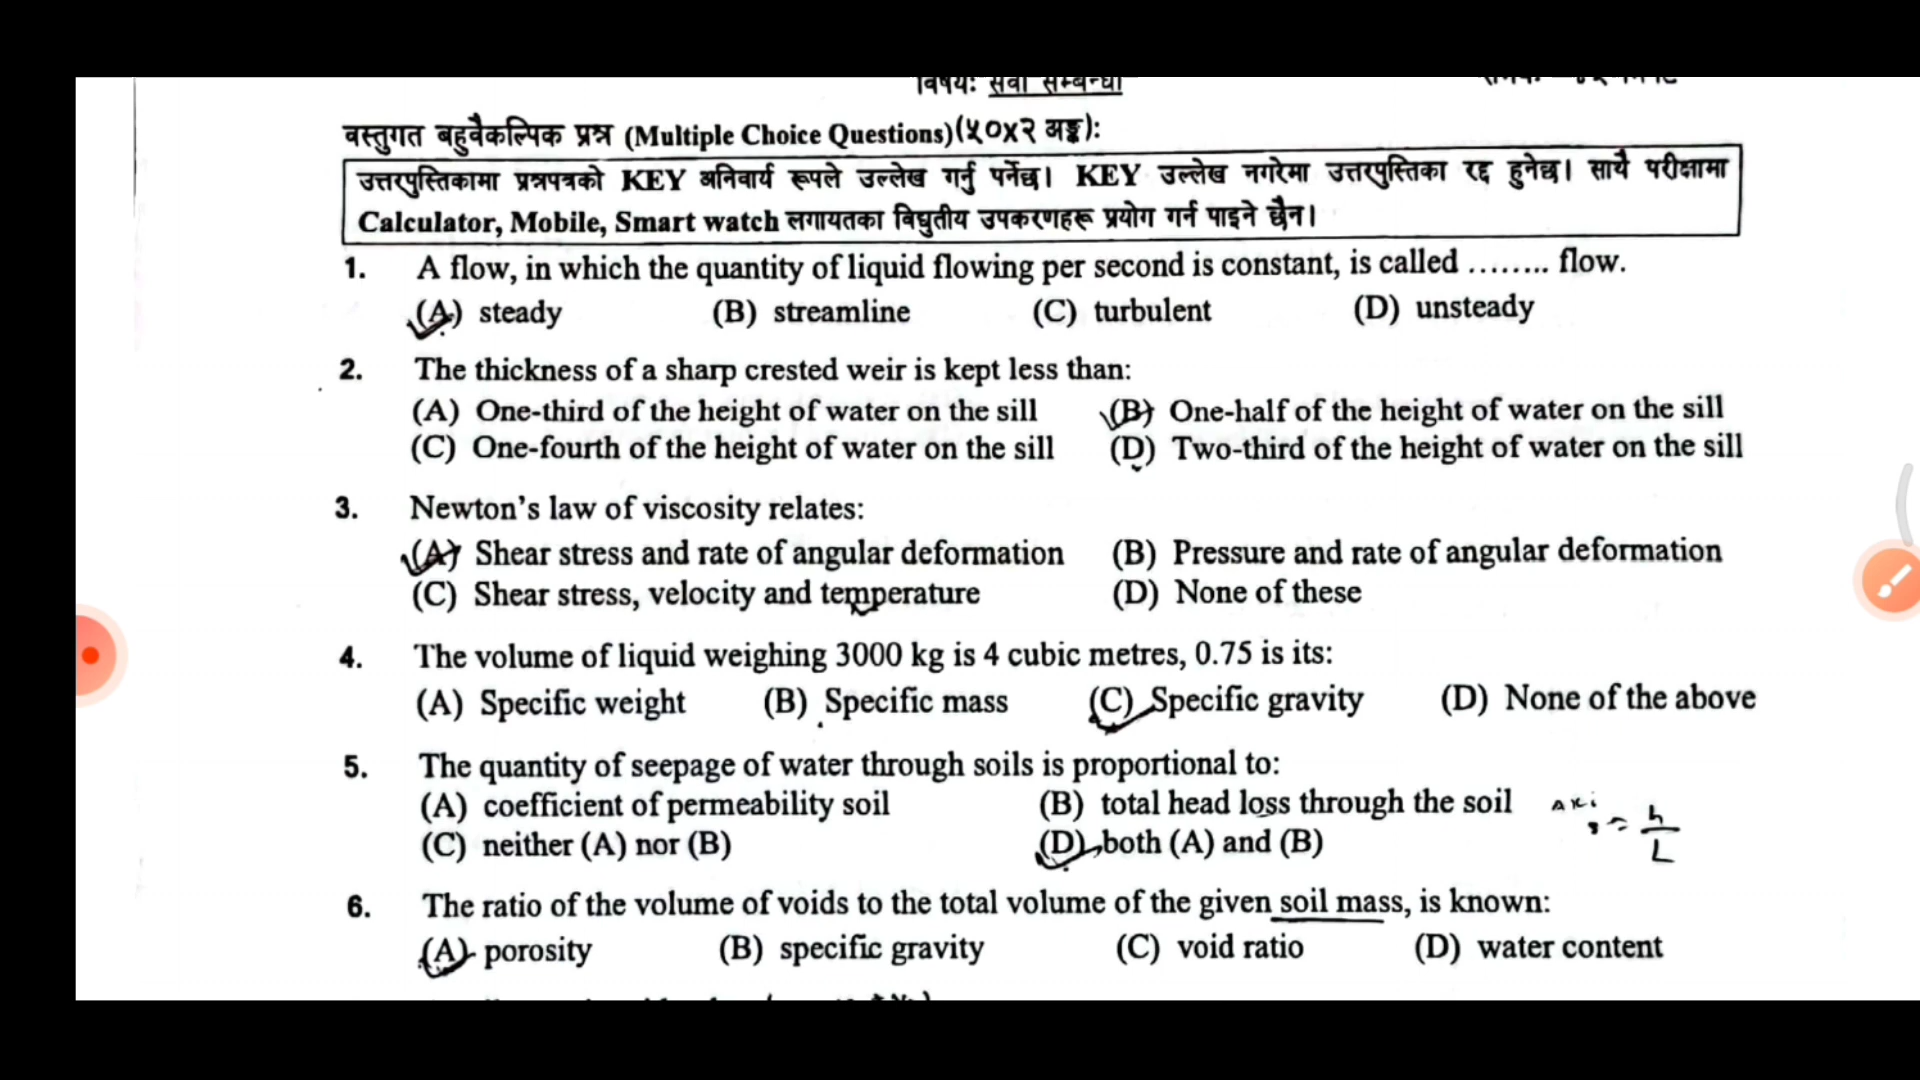 विषय: सेवा सम्बन्धी
वस्तुगत बहुवैकल्पिक प्रश्न (Multiple Choice Questions)(५०x२ अङ्क):
उत्तरपुस्तिकामा प्रश्नपत्रको KEY अनिवार्य रूपले उल्लेख गर्नु पर्नेछ। KEY उल्लेख नगरेमा उत्तरपुस्तिका रद्द हुनेछ। साथै परीक्षामा
Calculator, Mobile, Smart watch लगायतका विद्युतीय उपकरणहरू प्रयोग गर्न पाइने छैन।
1. A flow, in which the quantity of liquid flowing per second is constant, is called ........ flow.
(A) steady (B) streamline (C) turbulent (D) unsteady
2. The thickness of a sharp crested weir is kept less than:
(A) One-third of the height of water on the sill (B) One-half of the height of water on the sill
(C) One-fourth of the height of water on the sill (D) Two-third of the height of water on the sill
3. Newton's law of viscosity relates:
(A) Shear stress and rate of angular deformation (B) Pressure and rate of angular deformation
(C) Shear stress, velocity and temperature (D) None of these
4. The volume of liquid weighing 3000 kg is 4 cubic metres, 0.75 is its:
(A) Specific weight (B) Specific mass (C) Specific gravity (D) None of the above
5. The quantity of seepage of water through soils is proportional to:
(A) coefficient of permeability soil (B) total head loss through the soil
(C) neither (A) nor (B) (D) both (A) and (B)
= h/L
6. The ratio of the volume of voids to the total volume of the given soil mass, is known:
(A) porosity (B) specific gravity (C) void ratio (D) water content